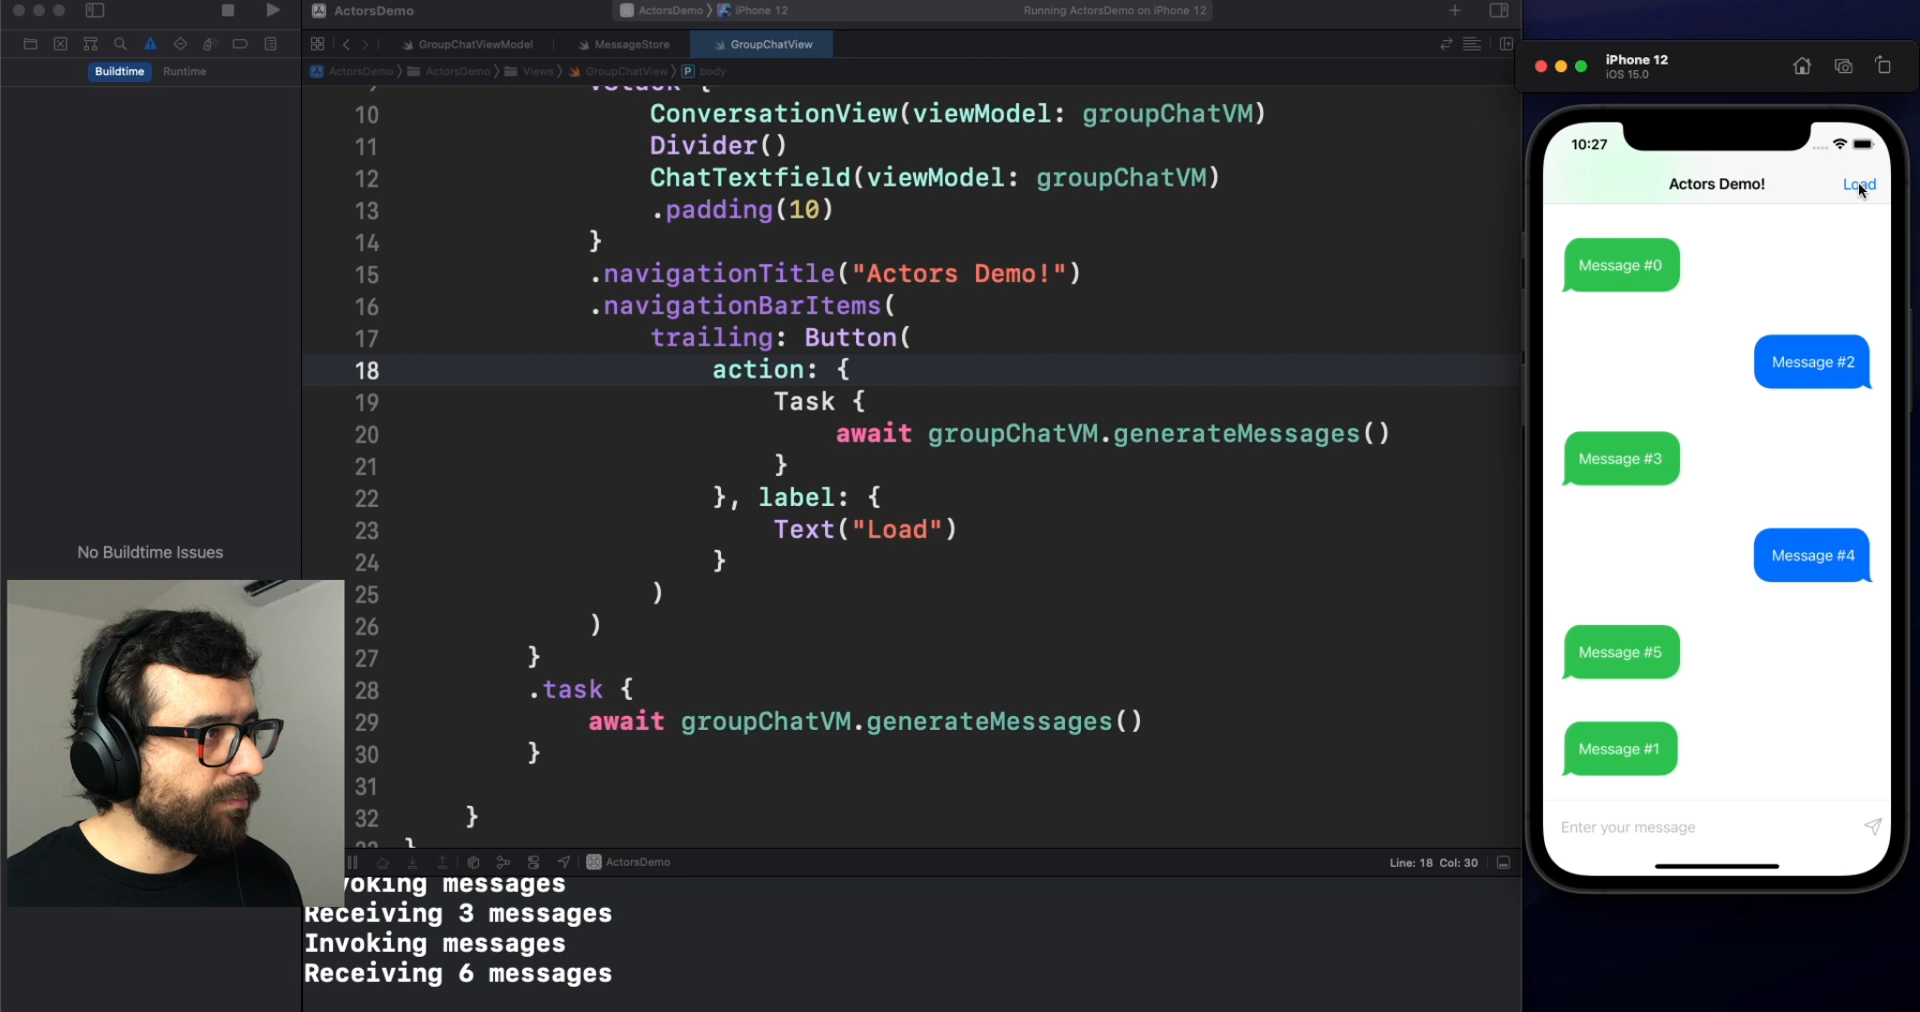 ActorsDemo
ActorsDemo
iPhone 12
Running ActorsDemo on iPhone 12
GroupChatViewModel
MessageStore
GroupChatView
Buildtime
Runtime
ActorsDemo
ActorsDemo
Views
GroupChatView
P
body
No Buildtime Issues
10 ConversationView(viewModel: groupChatVM)
11 Divider()
12 ChatTextfield(viewModel: groupChatVM)
13 .padding(10)
14 }
15 .navigationTitle("Actors Demo!")
16 .navigationBarItems(
17 trailing: Button(
18 action: {
19 Task {
20 await groupChatVM.generateMessages()
21 }
22 }, label: {
23 Text("Load")
24 }
25 )
26 )
27 }
28 .task {
29 await groupChatVM.generateMessages()
30 }
31
32 }
}
ActorsDemo
Line: 18 Col: 30
messages
Receiving 3 messages
Invoking messages
Receiving 6 messages
iPhone 12
iOS 15.0
10:27
Actors Demo!
Load
Message #0
Message #2
Message #3
Message #4
Message #5
Message #1
Enter your message